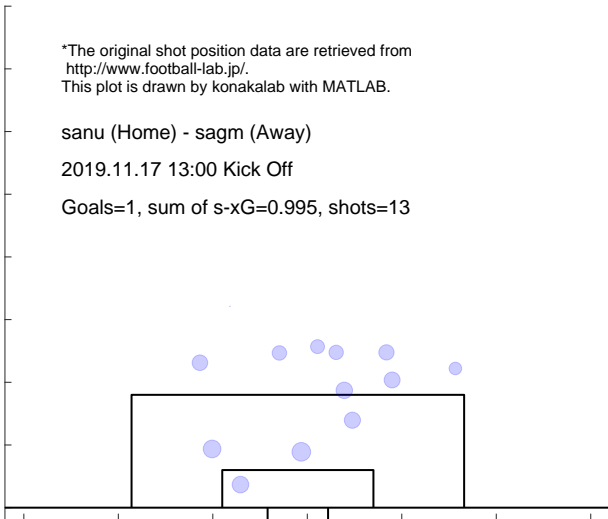 *The original shot position data are retrieved from
http://www.football-lab.jp/.
This plot is drawn by konakalab with MATLAB.
sanu (Home) - sagm (Away)
2019.11.17 13:00 Kick Off
Goals=1, sum of s-xG=0.995, shots=13